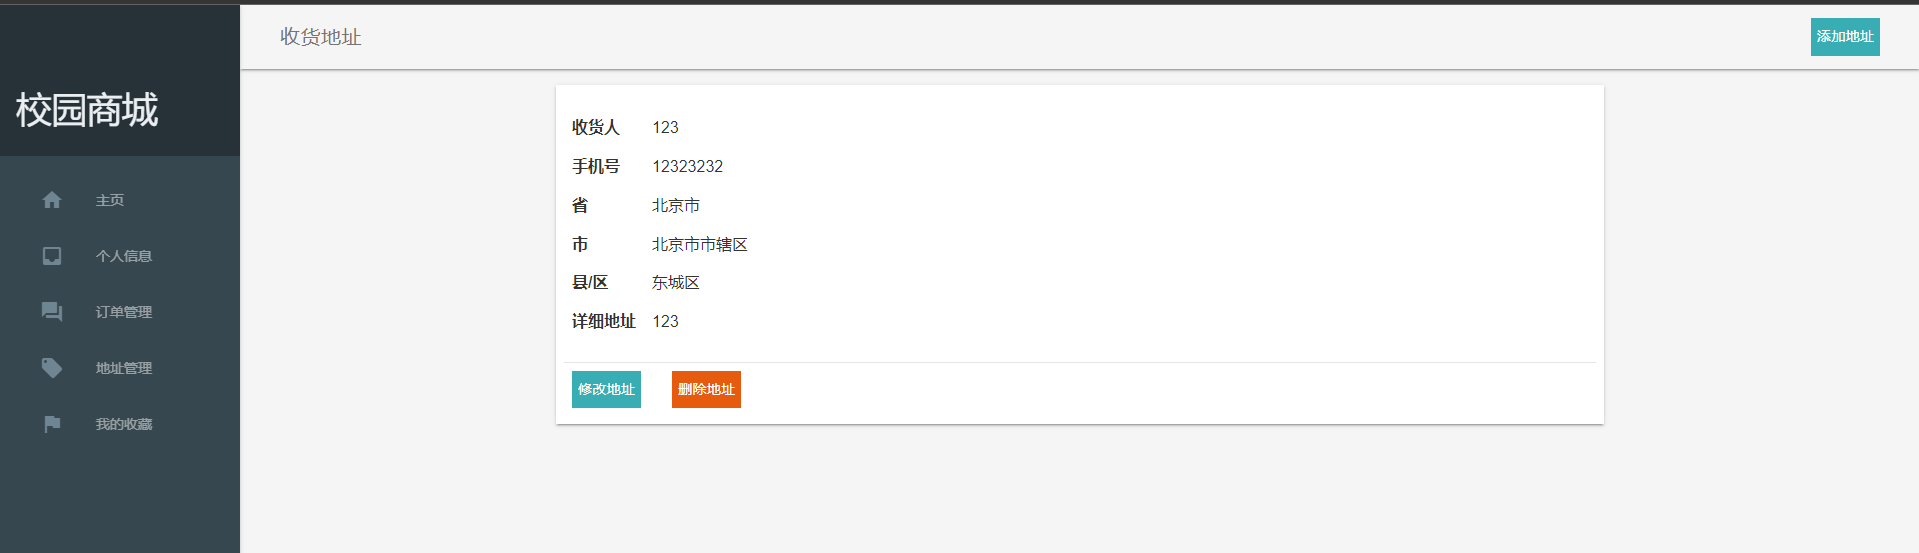 校园商城
主页
个人信息
订单管理
地址管理
我的收藏
收货地址
添加地址
收货人 123
手机号 12323232
省 北京市
市 北京市市辖区
县/区 东城区
详细地址 123
修改地址 删除地址